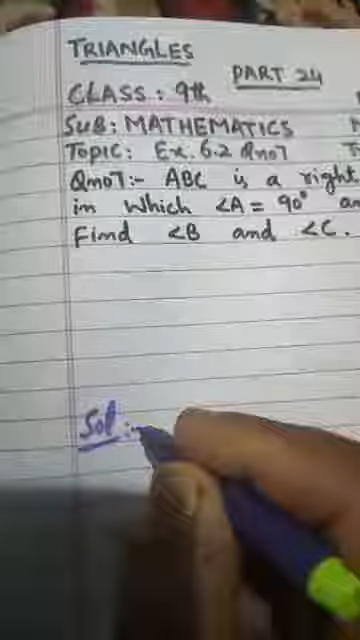 TRIANGLES
PART 24
CLASS: 9th
SUB: MATHEMATICS
Topic: Ex. 6.2 Qno7
Qno7:- ABC is a right
in which ∠A = 90° an
Find ∠B and ∠C.
Sol:-